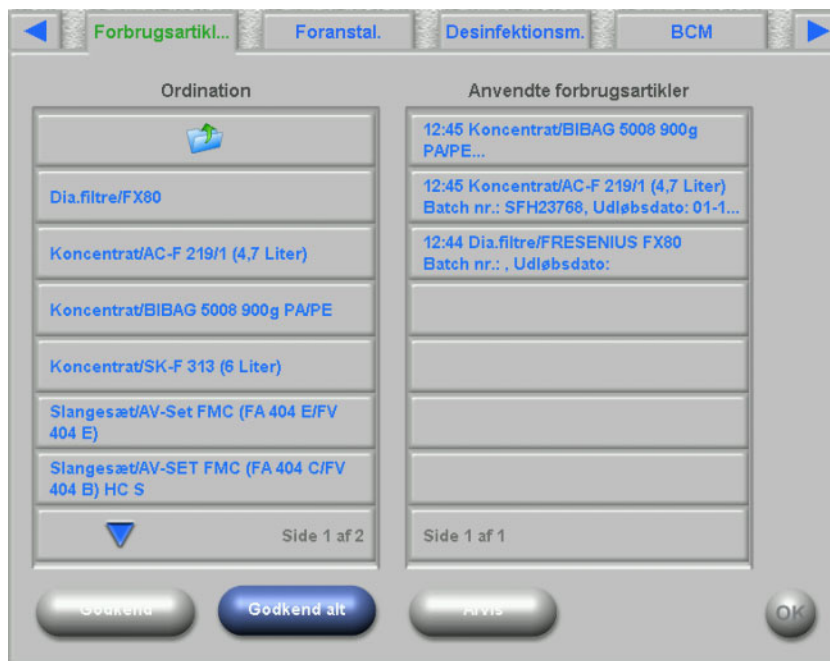 Forbrugsartikl...
Foranstal.
Desinfektionsm.
BCM
Ordination
Dia.filtre/FX80
Koncentrat/AC-F 219/1 (4,7 Liter)
Koncentrat/BIBAG 5008 900g PA/PE
Koncentrat/SK-F 313 (6 Liter)
Slangesæt/AV-Set FMC (FA 404 E/FV
404 E)
Slangesæt/AV-SET FMC (FA 404 C/FV
404 B) HC S
Side 1 af 2
Anvendte forbrugsartikler
12:45 Koncentrat/BIBAG 5008 900g
PA/PE...
12:45 Koncentrat/AC-F 219/1 (4,7 Liter)
Batch nr.: SFH23768, Udløbsdato: 01-1...
12:44 Dia.filtre/FRESENIUS FX80
Batch nr.: , Udløbsdato:
Side 1 af 1
Godkend
Godkend alt
Afvis
OK